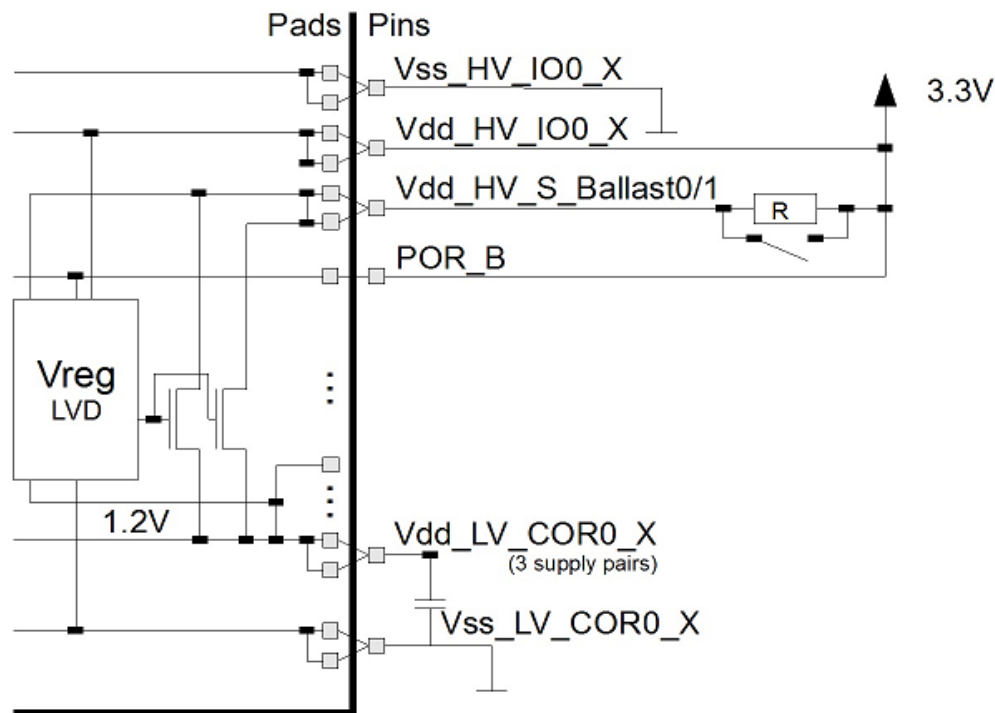 Pads Pins
Vss_HV_IO0_X
3.3V
Vdd_HV_IO0_X
Vdd_HV_S_Ballast0/1
R
POR_B
Vreg
LVD
1.2V
Vdd_LV_COR0_X
(3 supply pairs)
Vss_LV_COR0_X